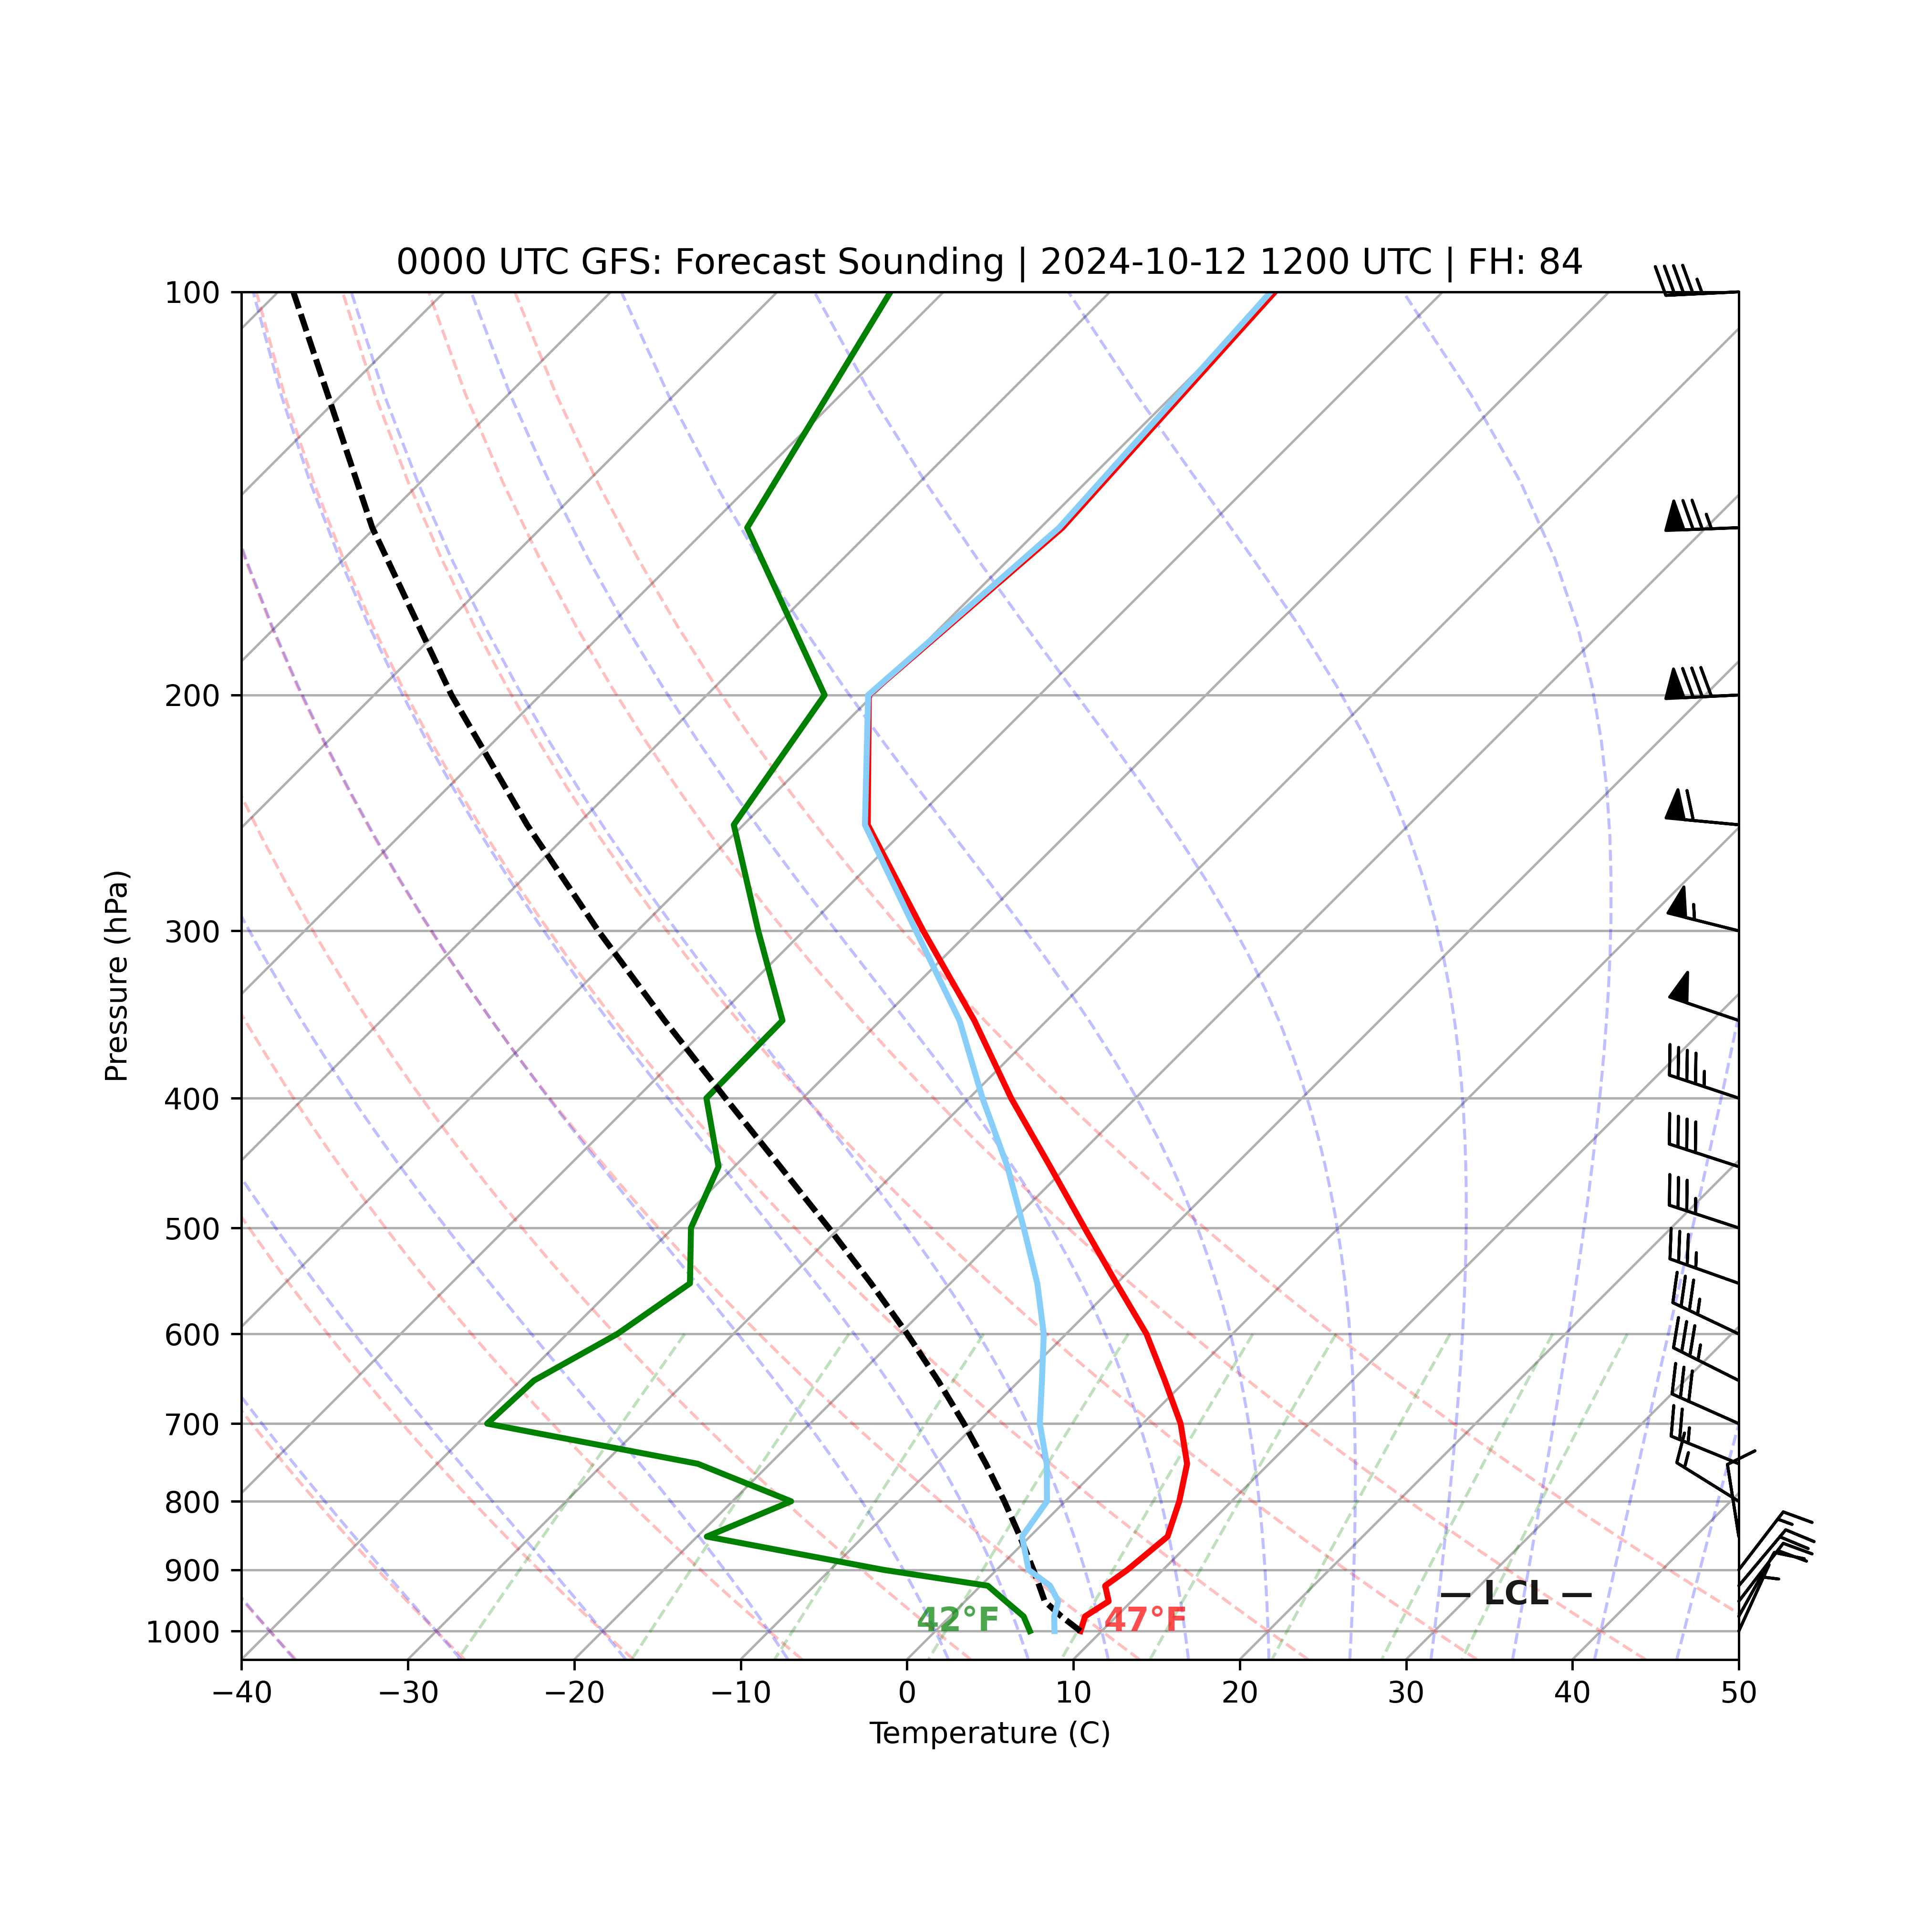 0000 UTC GFS: Forecast Sounding | 2024-10-12 1200 UTC | FH: 84
100
200
300
400
500
600
700
800
900
1000
Pressure (hPa)
42°F
47°F
— LCL —
−40 −30 −20 −10 0 10 20 30 40 50
Temperature (C)